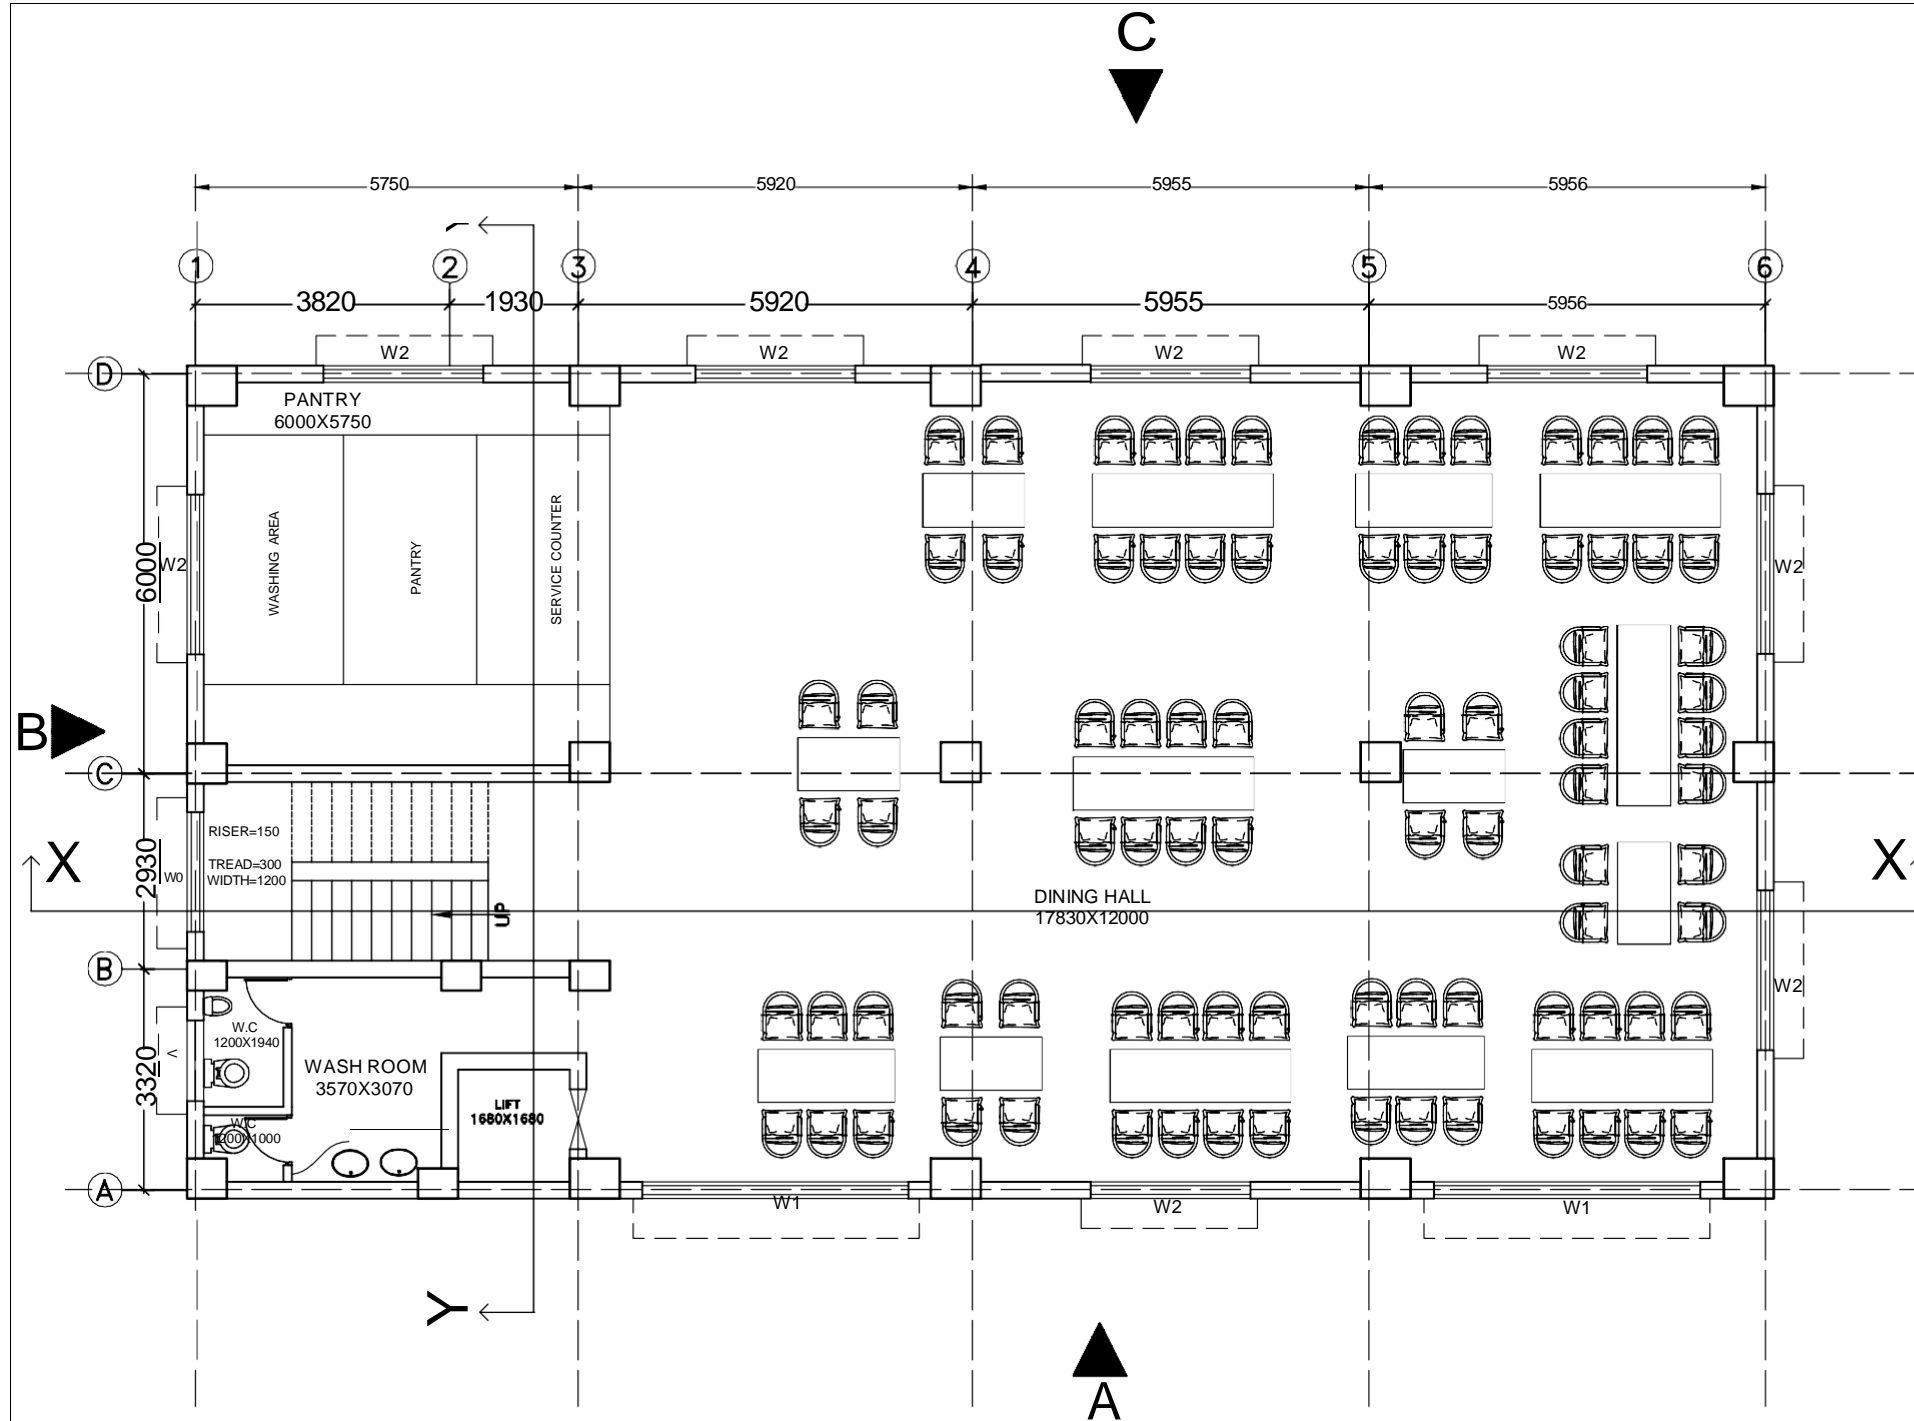 C
5750 5920 5955 5956
Y
1 2 3 4 5 6
3820 1930 5920 5955 5956
W2 W2 W2 W2
D
PANTRY
6000X5750
WASHING AREA
PANTRY
SERVICE COUNTER
6000
W2
W2
B
C
RISER=150
TREAD=300
WIDTH=1200
2930
W0
X
X
UP
DINING HALL
17830X12000
B
W.C
1200X1940
V
WASH ROOM
3570X3070
3320
LIFT
1680X1680
W.C
1200X1000
W2
A
W1 W2 W1
Y
A